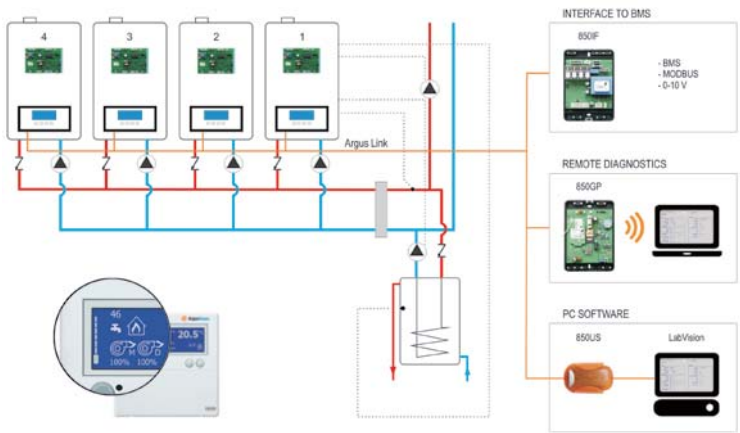 INTERFACE TO BMS
4
3
2
1
850IF
- BMS
- MODBUS
- 0-10 V
Argus Link
REMOTE DIAGNOSTICS
850GP
PC SOFTWARE
850US
LabVision
46
M
D
100% 100%
20.5